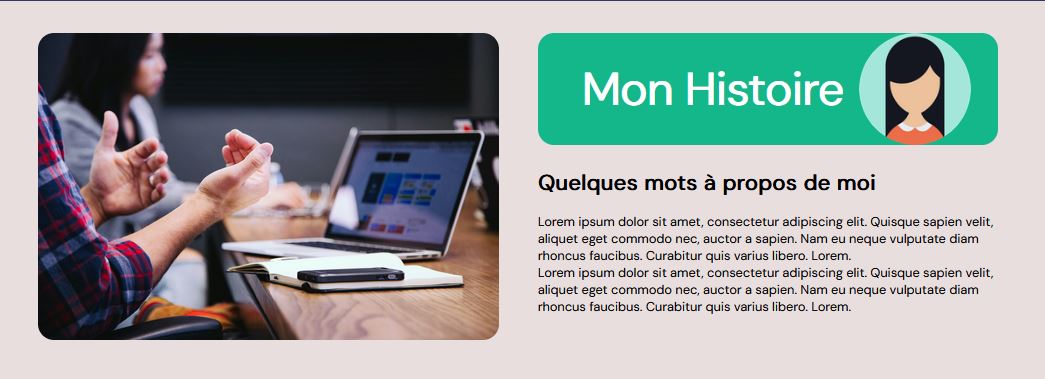 Mon Histoire
Quelques mots à propos de moi
Lorem ipsum dolor sit amet, consectetur adipiscing elit. Quisque sapien velit,
aliquet eget commodo nec, auctor a sapien. Nam eu neque vulputate diam
rhoncus faucibus. Curabitur quis varius libero. Lorem.
Lorem ipsum dolor sit amet, consectetur adipiscing elit. Quisque sapien velit,
aliquet eget commodo nec, auctor a sapien. Nam eu neque vulputate diam
rhoncus faucibus. Curabitur quis varius libero. Lorem.